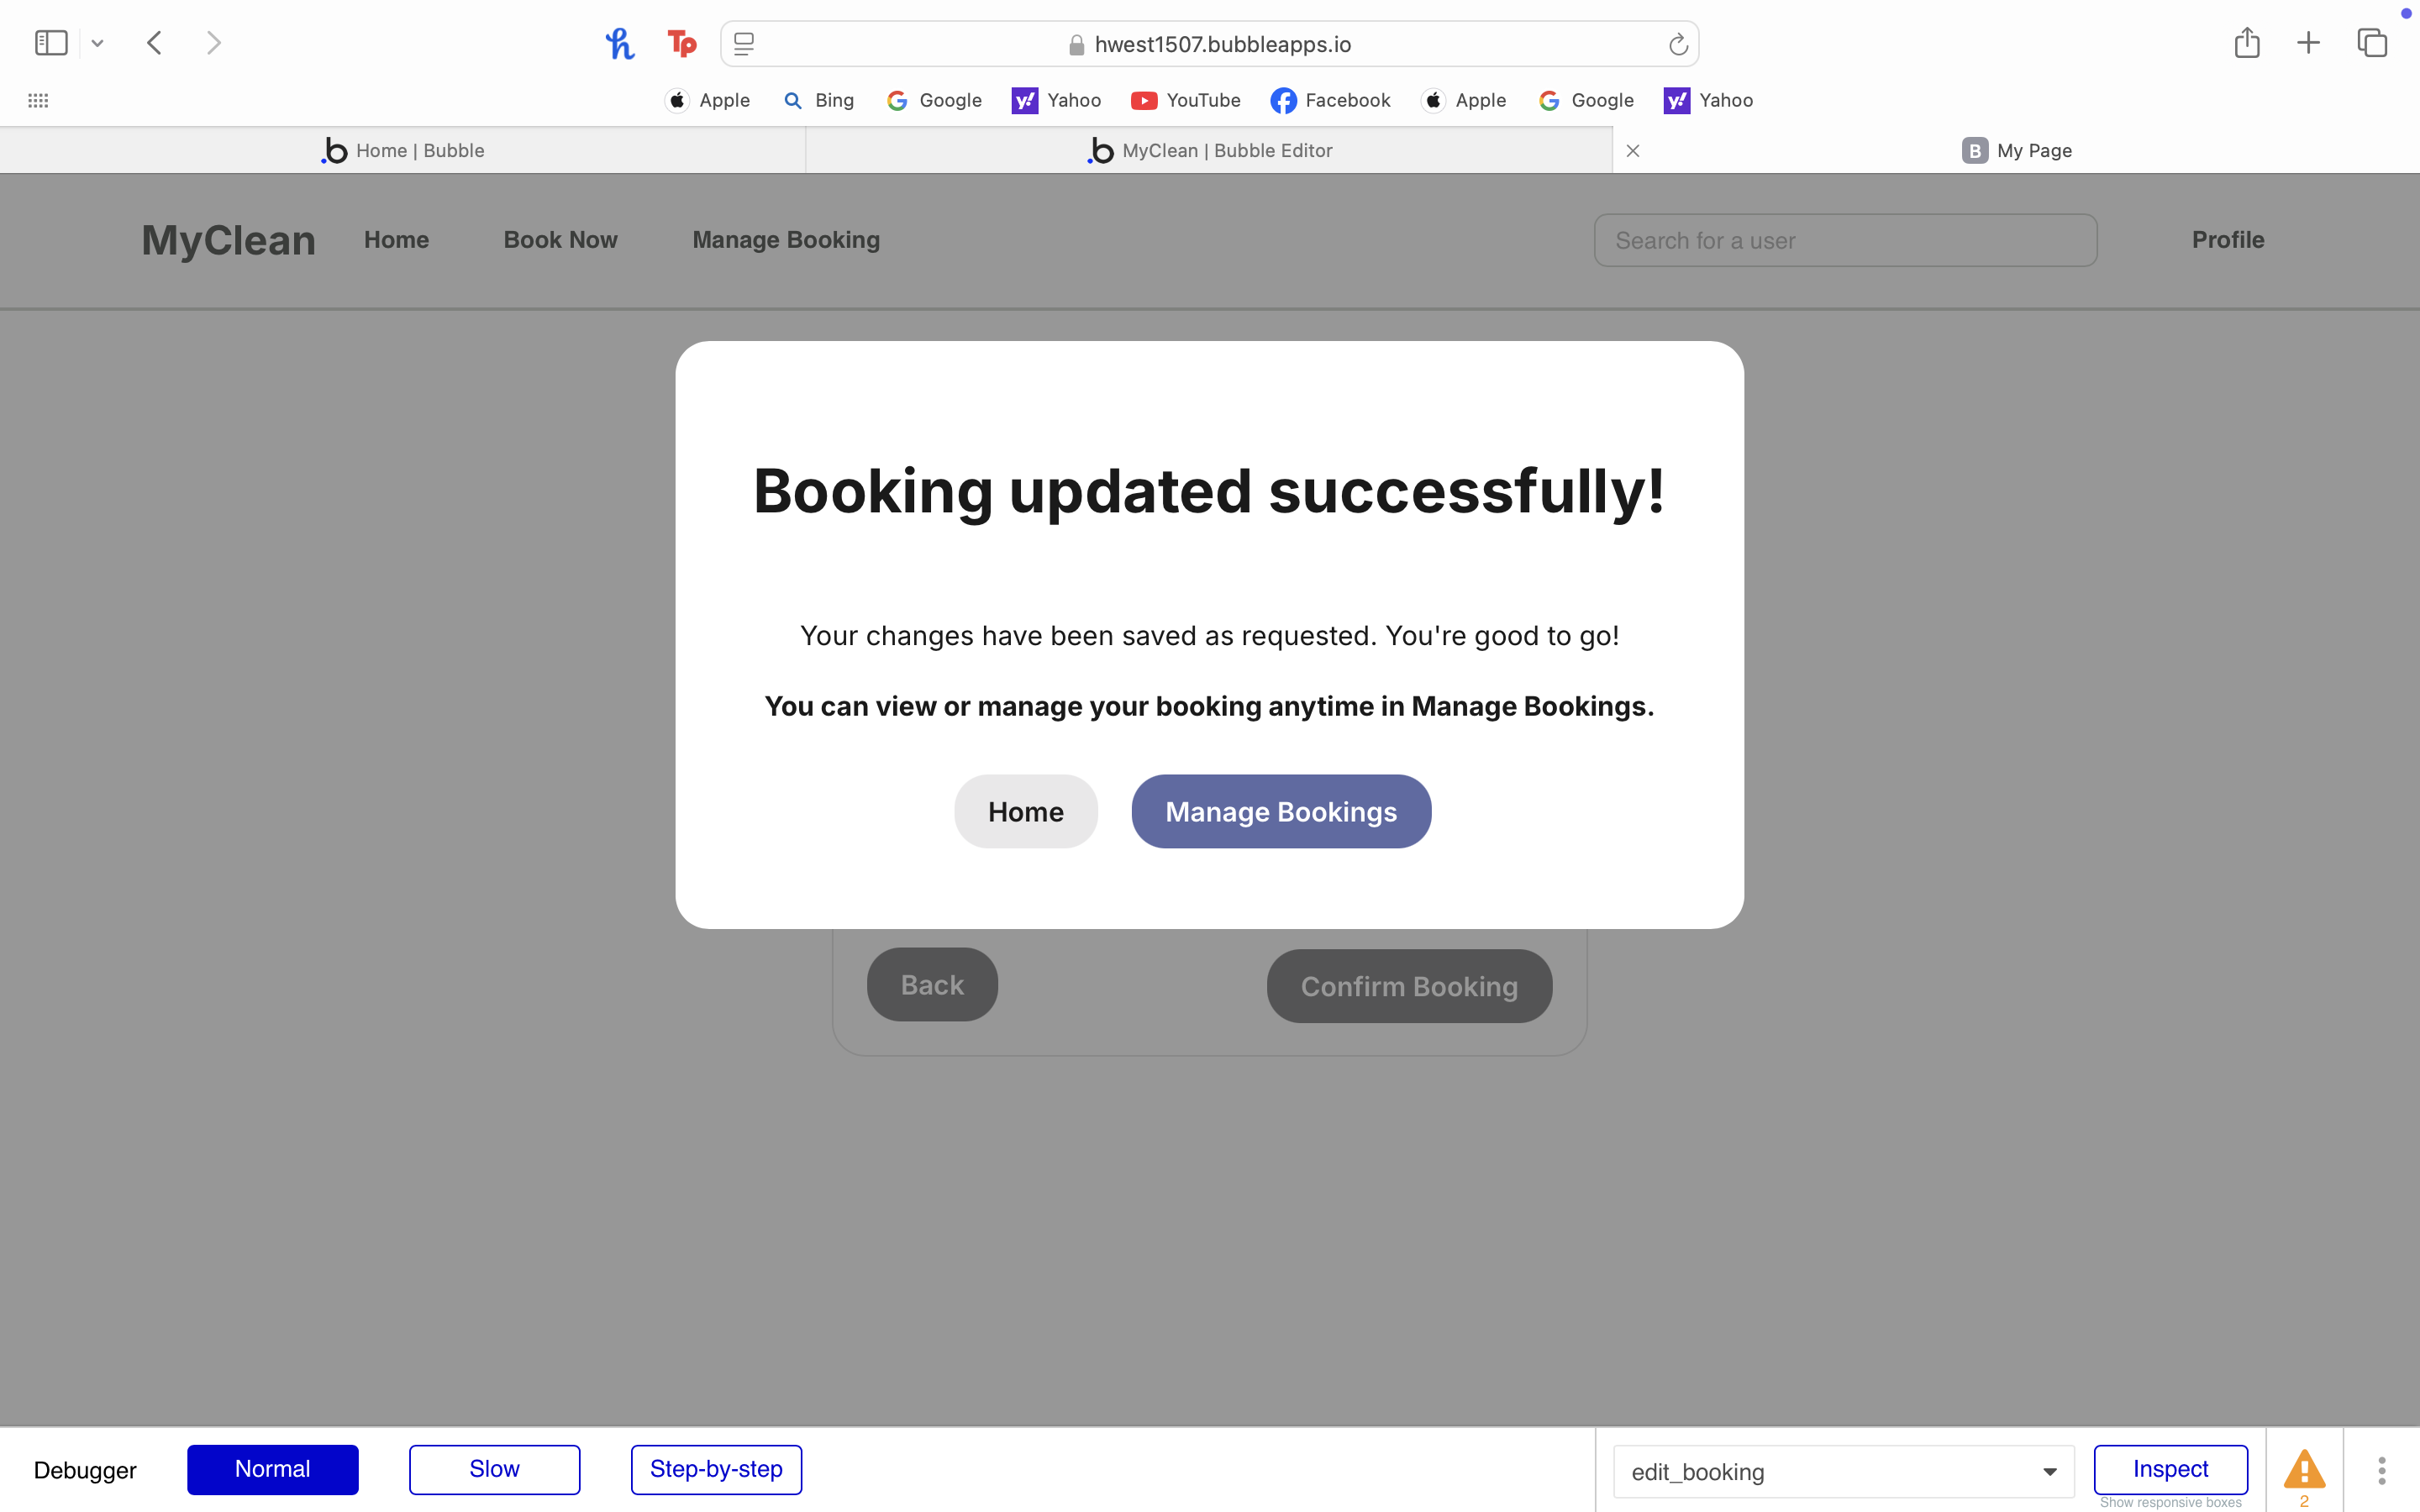 hwest1507.bubbleapps.io
Apple Bing Google Yahoo YouTube Facebook Apple Google Yahoo
Home | Bubble MyClean | Bubble Editor My Page
MyClean Home Book Now Manage Booking Search for a user Profile
Booking updated successfully!
Your changes have been saved as requested. You're good to go!
You can view or manage your booking anytime in Manage Bookings.
Home Manage Bookings
Back Confirm Booking
Debugger Normal Slow Step-by-step edit_booking Inspect
Show responsive boxes 2